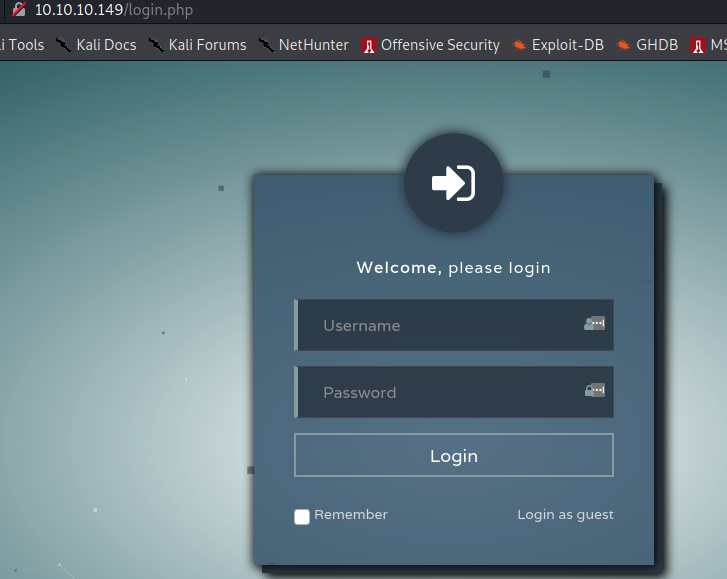 10.10.10.149/login.php
li Tools Kali Docs Kali Forums NetHunter Offensive Security Exploit-DB GHDB MS
Welcome, please login
Username
Password
Login
Remember Login as guest